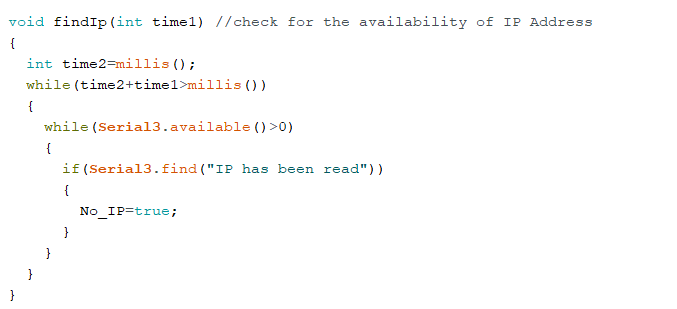 void findIp(int time1) //check for the availability of IP Address
{
  int time2=millis();
  while(time2+time1>millis())
  {
    while(Serial3.available()>0)
    {
      if(Serial3.find("IP has been read"))
      {
        No_IP=true;
      }
    }
  }
}